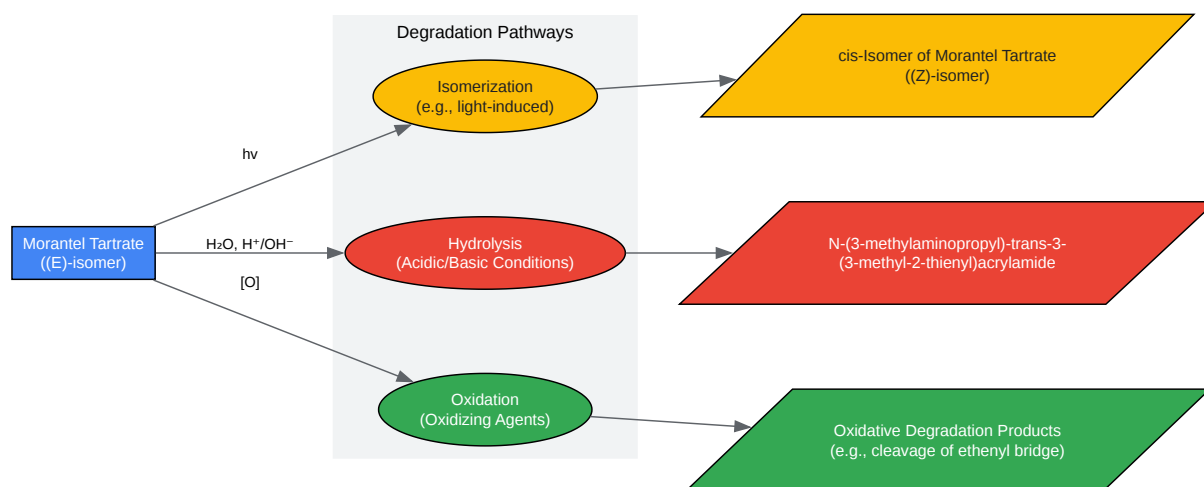 Degradation Pathways
Isomerization
(e.g., light-induced)
cis-Isomer of Morantel Tartrate
((Z)-isomer)
hv
Morantel Tartrate
((E)-isomer)
H₂O, H⁺/OH⁻
Hydrolysis
(Acidic/Basic Conditions)
N-(3-methylaminopropyl)-trans-3-
(3-methyl-2-thienyl)acrylamide
[O]
Oxidation
(Oxidizing Agents)
Oxidative Degradation Products
(e.g., cleavage of ethenyl bridge)